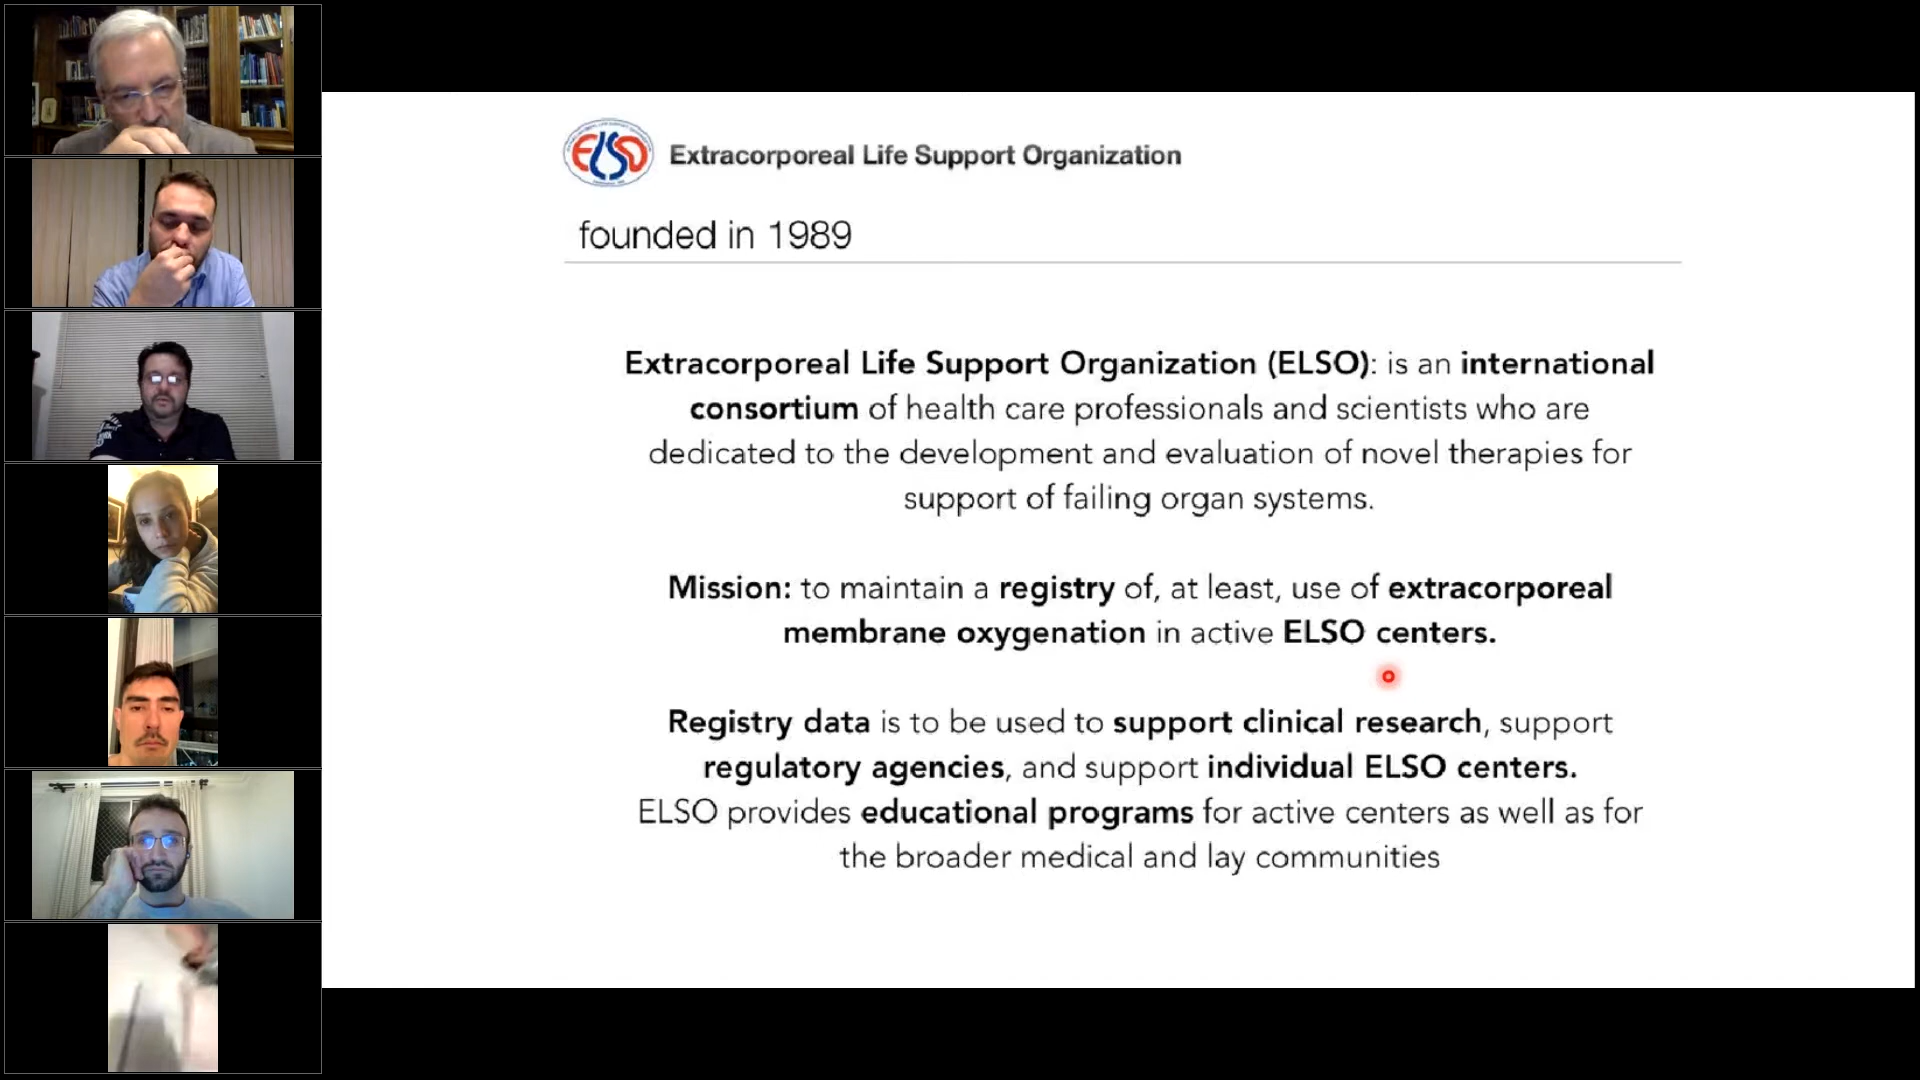 ELSO
Extracorporeal Life Support Organization
founded in 1989
Extracorporeal Life Support Organization (ELSO): is an international
consortium of health care professionals and scientists who are
dedicated to the development and evaluation of novel therapies for
support of failing organ systems.
Mission: to maintain a registry of, at least, use of extracorporeal
membrane oxygenation in active ELSO centers.
Registry data is to be used to support clinical research, support
regulatory agencies, and support individual ELSO centers.
ELSO provides educational programs for active centers as well as for
the broader medical and lay communities